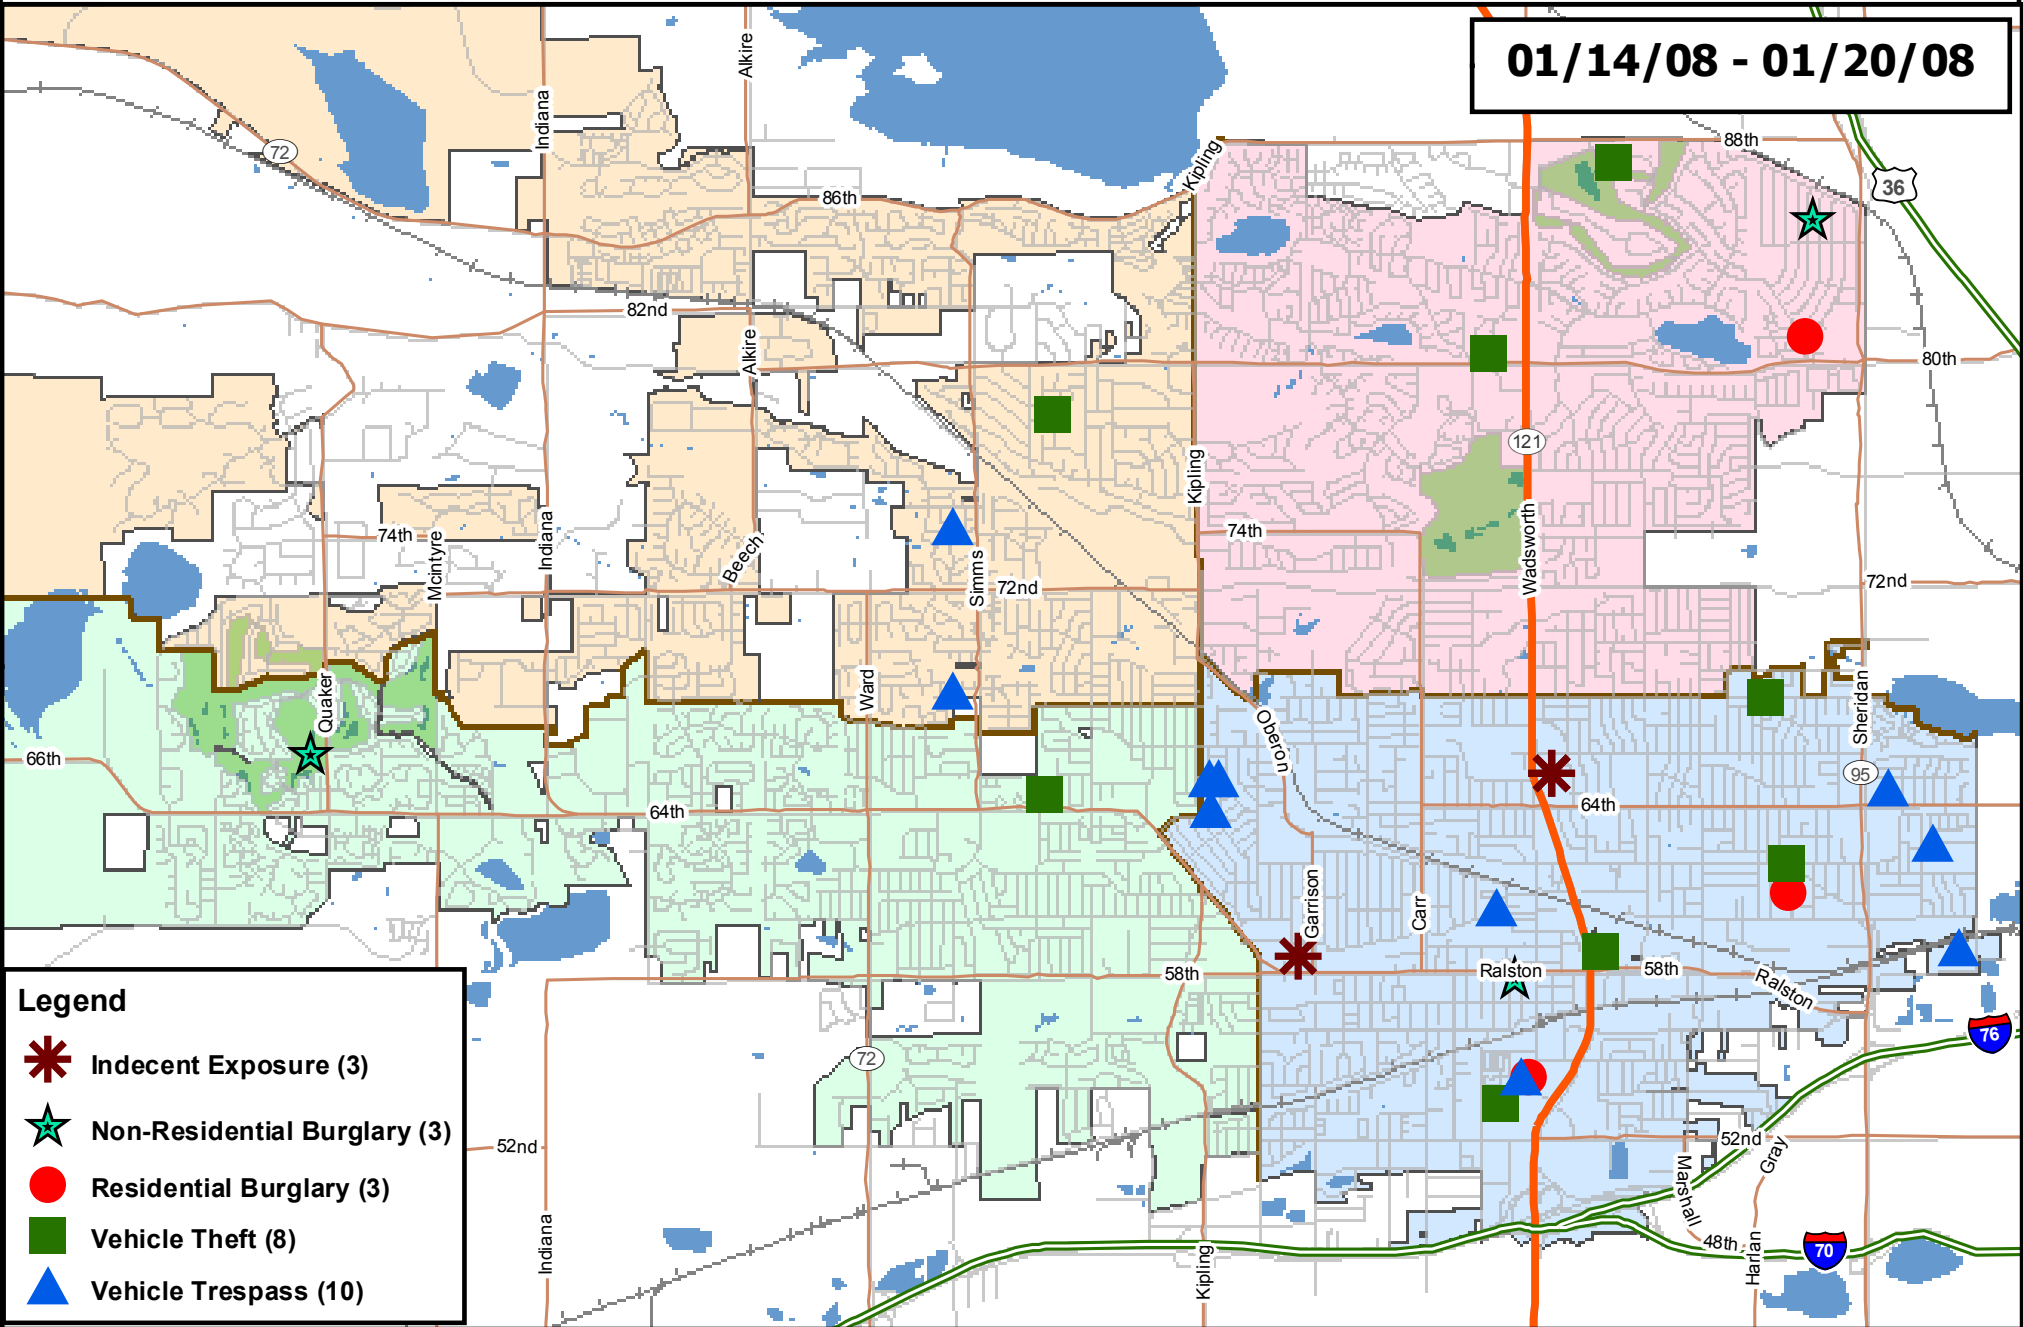 01/14/08 - 01/20/08
Alkire
Indiana
72
Kipling
88th
36
86th
82nd
Alkire
80th
121
Kipling
74th
Mcintyre
Indiana
Beech
Simms
74th
Wadsworth
72nd
72nd
Quaker
Ward
Oberon
Sheridan
66th
95
64th
64th
Garrison
Carr
58th
Ralston
58th
Ralston
72
76
52nd
52nd
Gray
Marshall
Indiana
Kipling
48th
Harlan
70
Legend
Indecent Exposure (3)
Non-Residential Burglary (3)
Residential Burglary (3)
Vehicle Theft (8)
Vehicle Trespass (10)